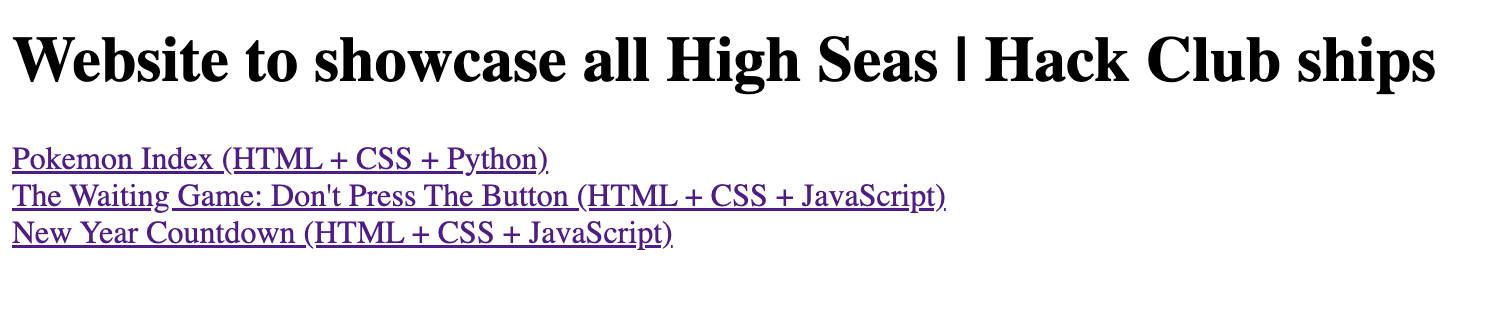 Website to showcase all High Seas | Hack Club ships
Pokemon Index (HTML + CSS + Python)
The Waiting Game: Don't Press The Button (HTML + CSS + JavaScript)
New Year Countdown (HTML + CSS + JavaScript)